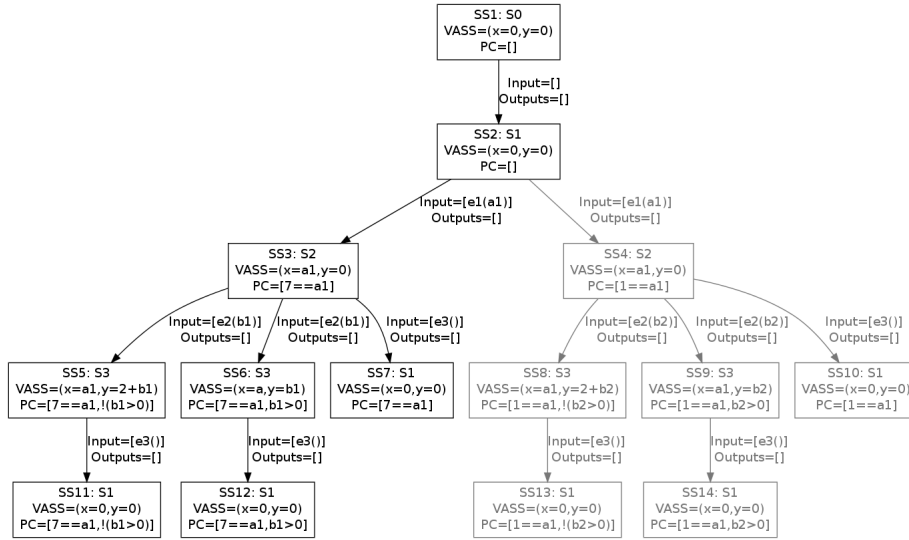 SS1: S0
VASS=(x=0,y=0)
PC=[]
Input=[]
Outputs=[]
SS2: S1
VASS=(x=0,y=0)
PC=[]
Input=[e1(a1)]
Outputs=[]
Input=[e1(a1)]
Outputs=[]
SS3: S2
VASS=(x=a1,y=0)
PC=[7==a1]
SS4: S2
VASS=(x=a1,y=0)
PC=[1==a1]
Input=[e2(b1)]
Outputs=[]
Input=[e2(b1)]
Outputs=[]
Input=[e3()]
Outputs=[]
Input=[e2(b2)]
Outputs=[]
Input=[e2(b2)]
Outputs=[]
Input=[e3()]
Outputs=[]
SS5: S3
VASS=(x=a1,y=2+b1)
PC=[7==a1,!(b1>0)]
SS6: S3
VASS=(x=a,y=b1)
PC=[7==a1,b1>0]
SS7: S1
VASS=(x=0,y=0)
PC=[7==a1]
SS8: S3
VASS=(x=a1,y=2+b2)
PC=[1==a1,!(b2>0)]
SS9: S3
VASS=(x=a1,y=b2)
PC=[1==a1,b2>0]
SS10: S1
VASS=(x=0,y=0)
PC=[1==a1]
Input=[e3()]
Outputs=[]
Input=[e3()]
Outputs=[]
Input=[e3()]
Outputs=[]
Input=[e3()]
Outputs=[]
SS11: S1
VASS=(x=0,y=0)
PC=[7==a1,!(b1>0)]
SS12: S1
VASS=(x=0,y=0)
PC=[7==a1,b1>0]
SS13: S1
VASS=(x=0,y=0)
PC=[1==a1,!(b2>0)]
SS14: S1
VASS=(x=0,y=0)
PC=[1==a1,b2>0]